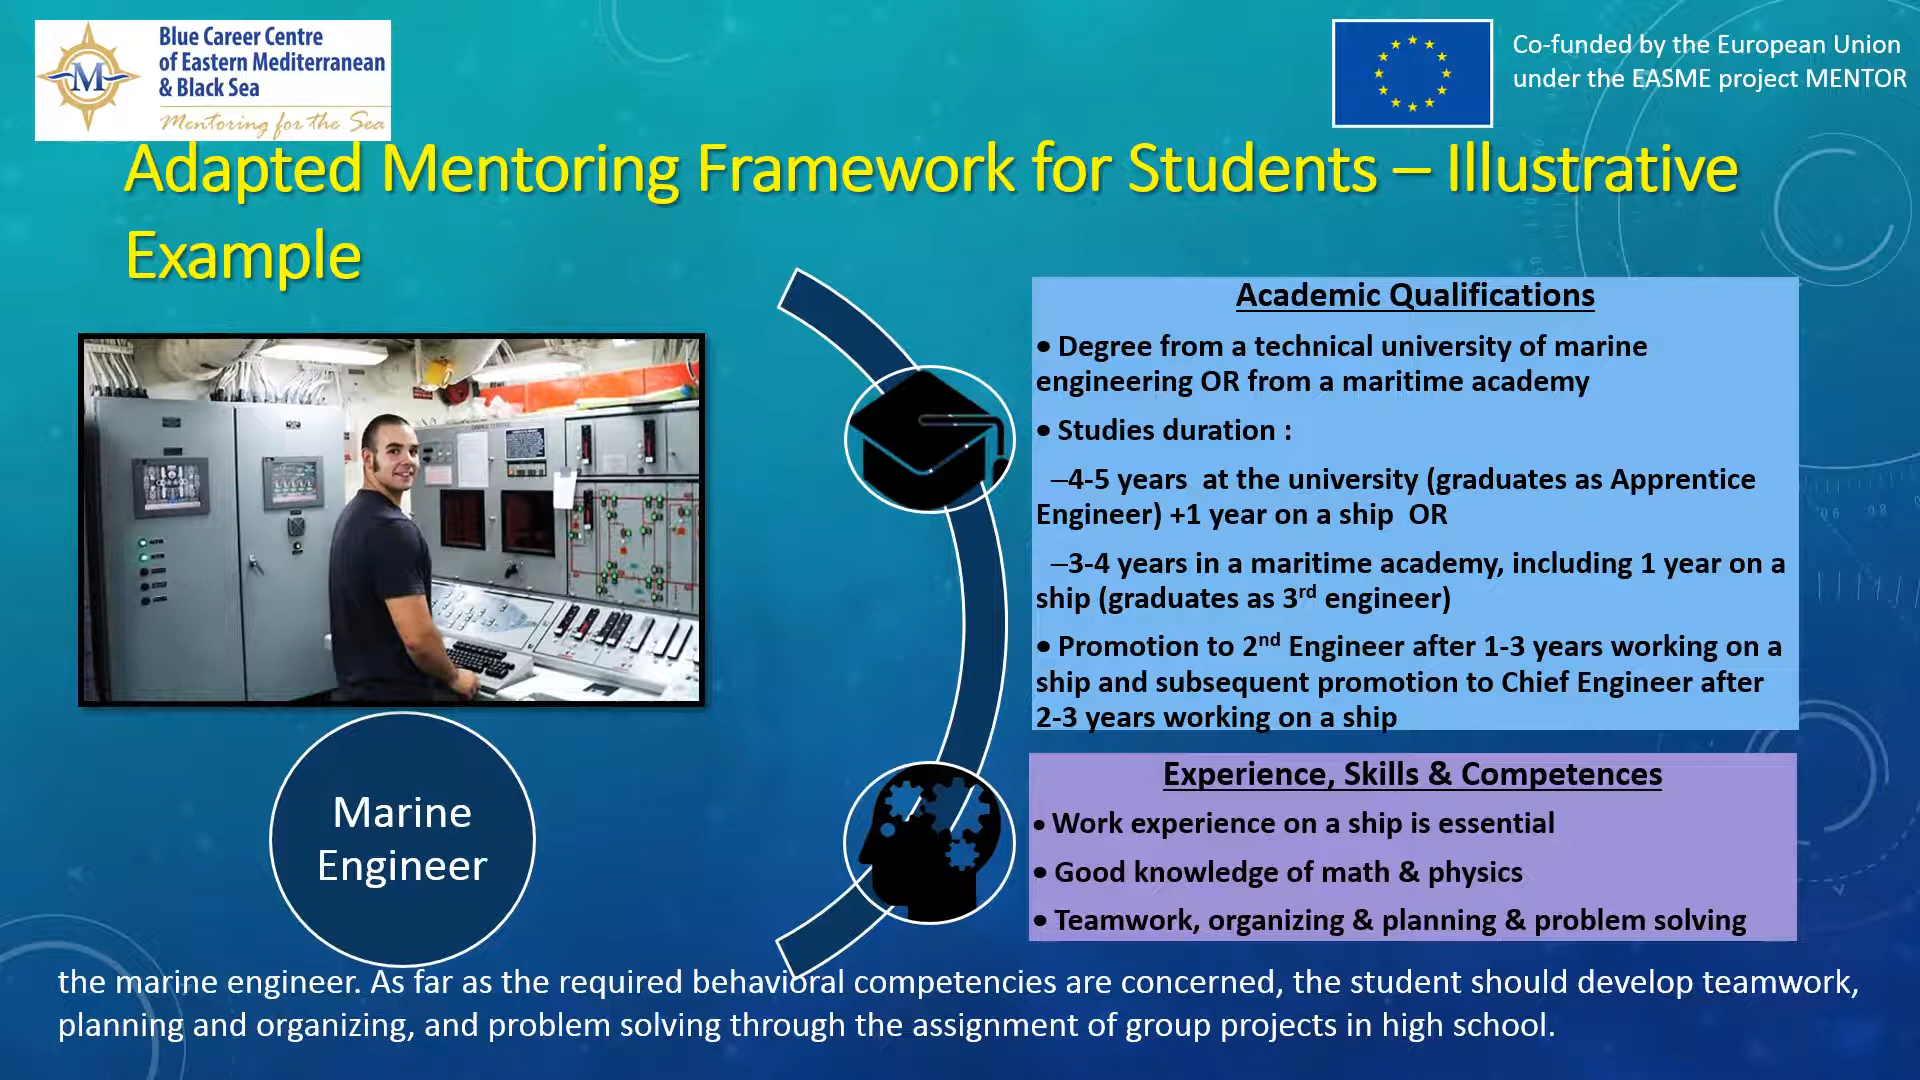 Blue Career Centre
of Eastern Mediterranean
& Black Sea
Mentoring for the Sea
M
Co-funded by the European Union
under the EASME project MENTOR
Adapted Mentoring Framework for Students – Illustrative
Example
Academic Qualifications
• Degree from a technical university of marine
engineering OR from a maritime academy
• Studies duration :
–4-5 years at the university (graduates as Apprentice
Engineer) +1 year on a ship OR
–3-4 years in a maritime academy, including 1 year on a
ship (graduates as 3rd engineer)
• Promotion to 2nd Engineer after 1-3 years working on a
ship and subsequent promotion to Chief Engineer after
2-3 years working on a ship
Marine
Engineer
Experience, Skills & Competences
• Work experience on a ship is essential
• Good knowledge of math & physics
• Teamwork, organizing & planning & problem solving
the marine engineer. As far as the required behavioral competencies are concerned, the student should develop teamwork,
planning and organizing, and problem solving through the assignment of group projects in high school.